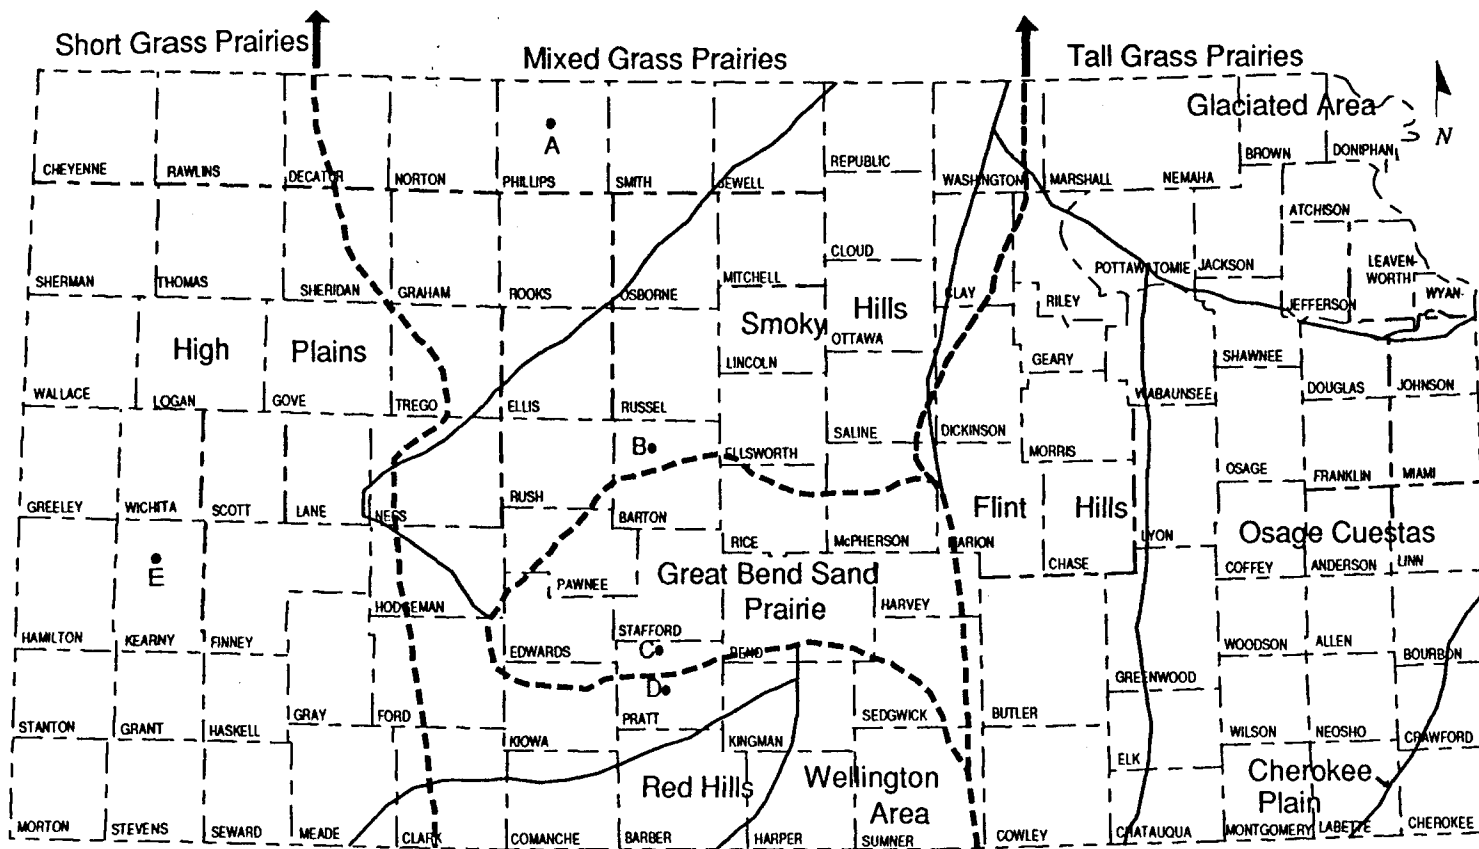 Short Grass Prairies
Mixed Grass Prairies
Tall Grass Prairies
Glaciated Area
N
A
CHEYENNE
RAWLINS
DECATUR
NORTON
PHILLIPS
SMITH
JEWELL
REPUBLIC
WASHINGTON
MARSHALL
NEMAHA
BROWN
DONIPHAN
ATCHISON
SHERMAN
THOMAS
SHERIDAN
GRAHAM
ROOKS
OSBORNE
MITCHELL
CLOUD
CLAY
RILEY
POTTAWATOMIE
JACKSON
JEFFERSON
LEAVEN-
WORTH
WYAN-
High Plains
Smoky Hills
WALLACE
LOGAN
GOVE
TREGO
ELLIS
RUSSEL
LINCOLN
OTTAWA
SALINE
DICKINSON
GEARY
WABAUNSEE
SHAWNEE
DOUGLAS
JOHNSON
B
ELLSWORTH
MORRIS
OSAGE
FRANKLIN
MIAMI
GREELEY
WICHITA
SCOTT
LANE
NESS
RUSH
BARTON
RICE
McPHERSON
MARION
Flint Hills
CHASE
LYON
Osage Cuestas
COFFEY
ANDERSON
LINN
E
PAWNEE
Great Bend Sand
Prairie
HODGEMAN
HARVEY
HAMILTON
KEARNY
FINNEY
EDWARDS
STAFFORD
C
RENO
WOODSON
ALLEN
BOURBON
D
GREENWOOD
STANTON
GRANT
HASKELL
GRAY
FORD
KIOWA
PRATT
KINGMAN
SEDGWICK
BUTLER
ELK
WILSON
NEOSHO
CRAWFORD
Red Hills
Wellington
Area
Cherokee
Plain
MORTON
STEVENS
SEWARD
MEADE
CLARK
COMANCHE
BARBER
HARPER
SUMNER
COWLEY
CHATAUQUA
MONTGOMERY
LABETTE
CHEROKEE